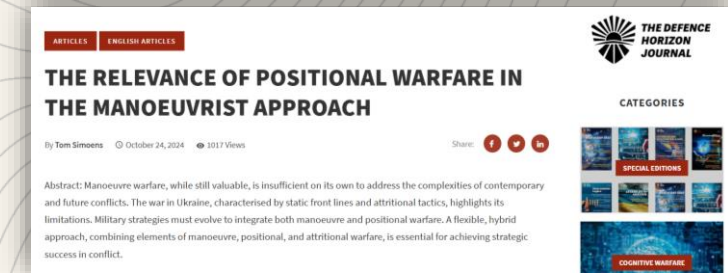 ARTICLES
ENGLISH ARTICLES
THE RELEVANCE OF POSITIONAL WARFARE IN
THE MANOEUVRIST APPROACH
By Tom Simoens October 24, 2024 1017 Views
Share:
Abstract: Manoeuvre warfare, while still valuable, is insufficient on its own to address the complexities of contemporary
and future conflicts. The war in Ukraine, characterised by static front lines and attritional tactics, highlights its
limitations. Military strategies must evolve to integrate both manoeuvre and positional warfare. A flexible, hybrid
approach, combining elements of manoeuvre, positional, and attritional warfare, is essential for achieving strategic
success in conflict.
THE DEFENCE
HORIZON
JOURNAL
CATEGORIES
SPECIAL EDITIONS
COGNITIVE WARFARE